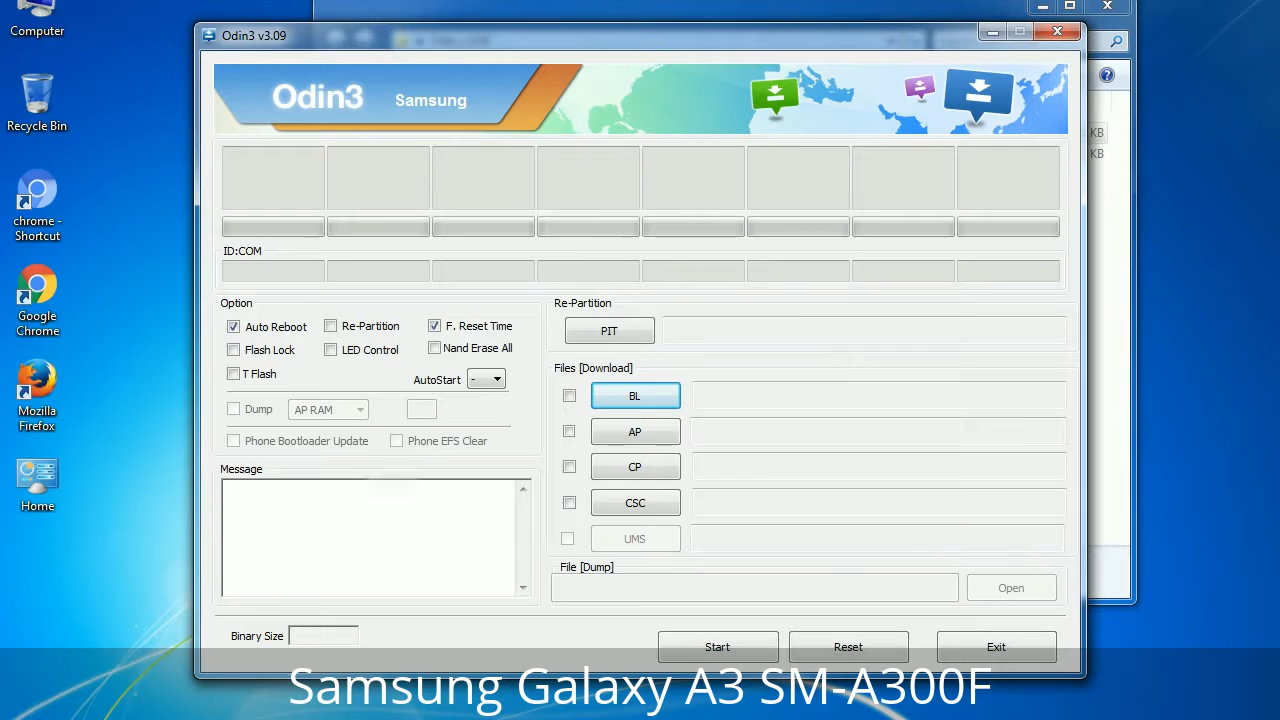 Computer
Recycle Bin
chrome -
Shortcut
Google
Chrome
Mozilla
Firefox
Home
Odin3 v3.09
Odin3 Samsung
ID:COM
Option
Auto Reboot Re-Partition F. Reset Time
Flash Lock LED Control Nand Erase All
T Flash
AutoStart -
Dump AP RAM
Phone Bootloader Update Phone EFS Clear
Message
Re-Partition
PIT
Files [Download]
BL
AP
CP
CSC
UMS
File [Dump]
Open
Binary Size
Start Reset Exit
KB
KB
Samsung Galaxy A3 SM-A300F